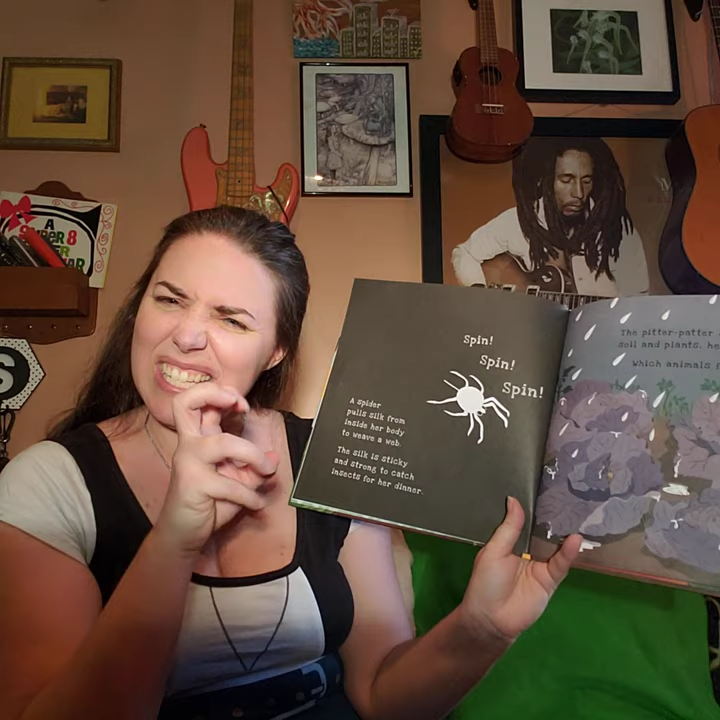 A
SUPER 8
Spin!
Spin!
Spin!
A spider
pulls silk from
inside her body
to weave a web.
The silk is sticky
and strong to catch
insects for her dinner.
The pitter-patter
soil and plants.
Which animals
S